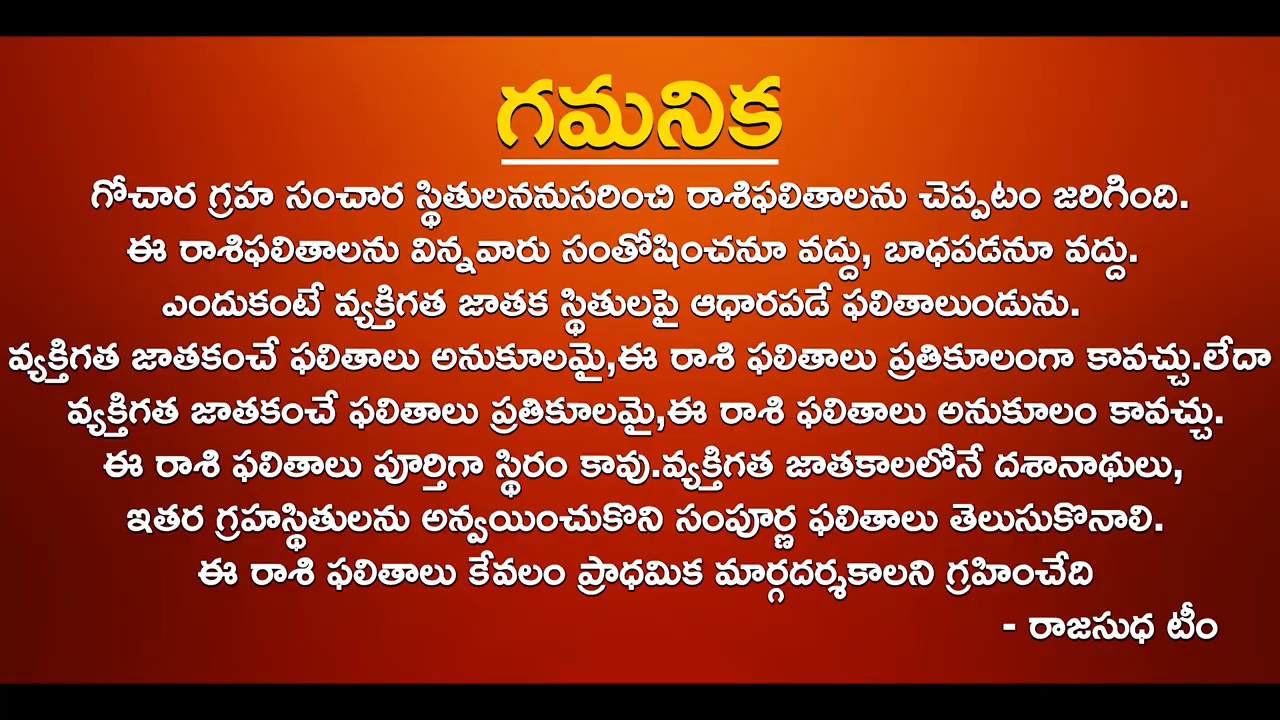 గమనిక
గోచార గ్రహ సంచార స్థితులననుసరించి రాశిఫలితాలను చెప్పటం జరిగింది.
ఈ రాశిఫలితాలను విన్నవారు సంతోషించనూ వద్దు, బాధపడనూ వద్దు.
ఎందుకంటే వ్యక్తిగత జాతక స్థితులపై ఆధారపడే ఫలితాలుండును.
వ్యక్తిగత జాతకంచే ఫలితాలు అనుకూలమై,ఈ రాశి ఫలితాలు ప్రతికూలంగా కావచ్చు.లేదా
వ్యక్తిగత జాతకంచే ఫలితాలు ప్రతికూలమై,ఈ రాశి ఫలితాలు అనుకూలం కావచ్చు.
ఈ రాశి ఫలితాలు పూర్తిగా స్థిరం కావు.వ్యక్తిగత జాతకాలలోనే దశానాథులు,
ఇతర గ్రహస్థితులను అన్వయించుకొని సంపూర్ణ ఫలితాలు తెలుసుకొనాలి.
ఈ రాశి ఫలితాలు కేవలం ప్రాధమిక మార్గదర్శకాలని గ్రహించేది
- రాజసుధ టీం